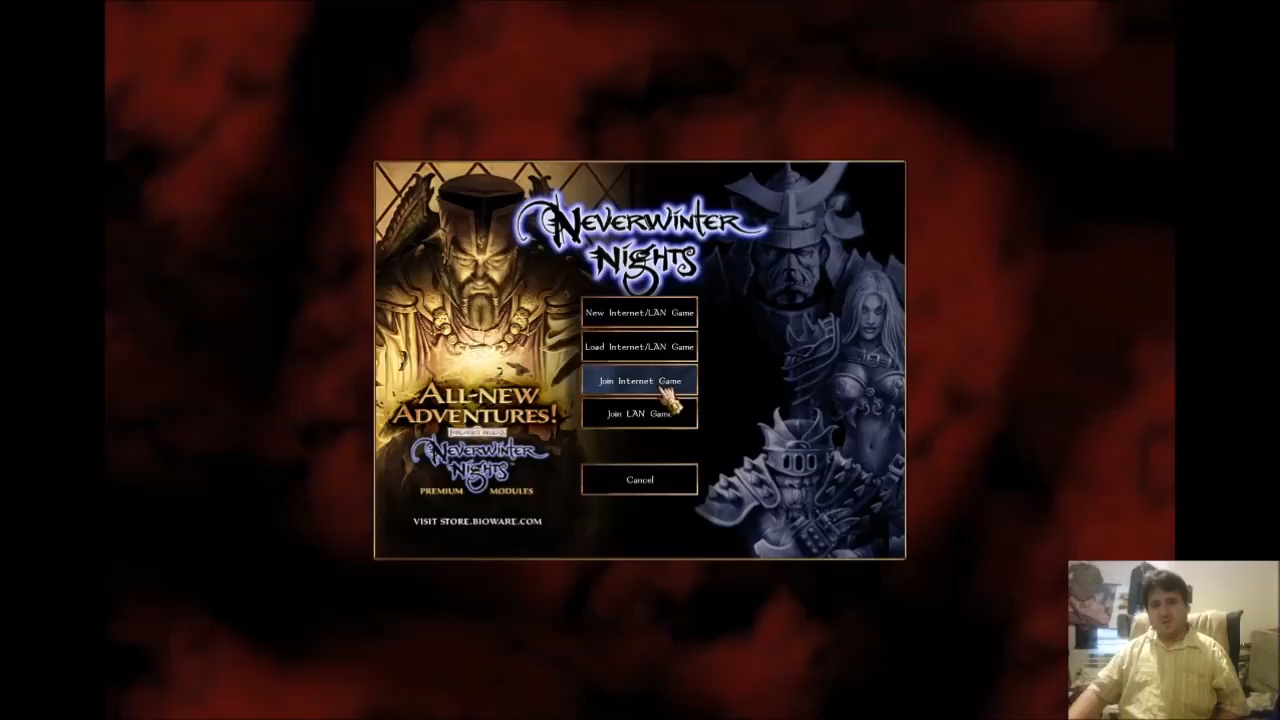 NEVERWINTER
NIGHTS
New Internet/LAN Game
Load Internet/LAN Game
Join Internet Game
Join LAN Game
Cancel
ALL-NEW
ADVENTURES!
NEVERWINTER
NIGHTS
PREMIUM MODULES
VISIT STORE.BIOWARE.COM